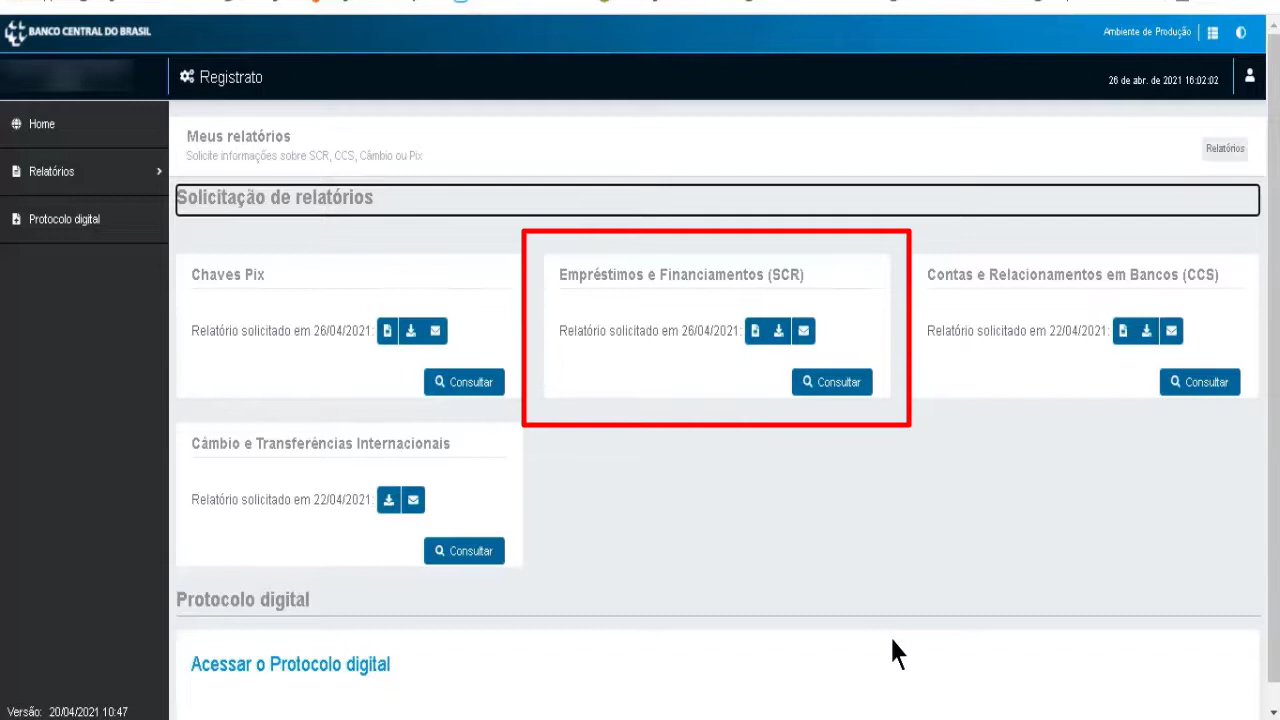 BANCO CENTRAL DO BRASIL
Ambiente de Produção
Registrato
26 de abr. de 2021 16:02:02
Home
Relatórios
Protocolo digital
Meus relatórios
Solicite informações sobre SCR, CCS, Câmbio ou Pix
Relatórios
Solicitação de relatórios
Chaves Pix
Relatório solicitado em 26/04/2021:
Consultar
Empréstimos e Financiamentos (SCR)
Relatório solicitado em 26/04/2021:
Consultar
Contas e Relacionamentos em Bancos (CCS)
Relatório solicitado em 22/04/2021:
Consultar
Câmbio e Transferências Internacionais
Relatório solicitado em 22/04/2021:
Consultar
Protocolo digital
Acessar o Protocolo digital
Versão: 20/04/2021 10:47